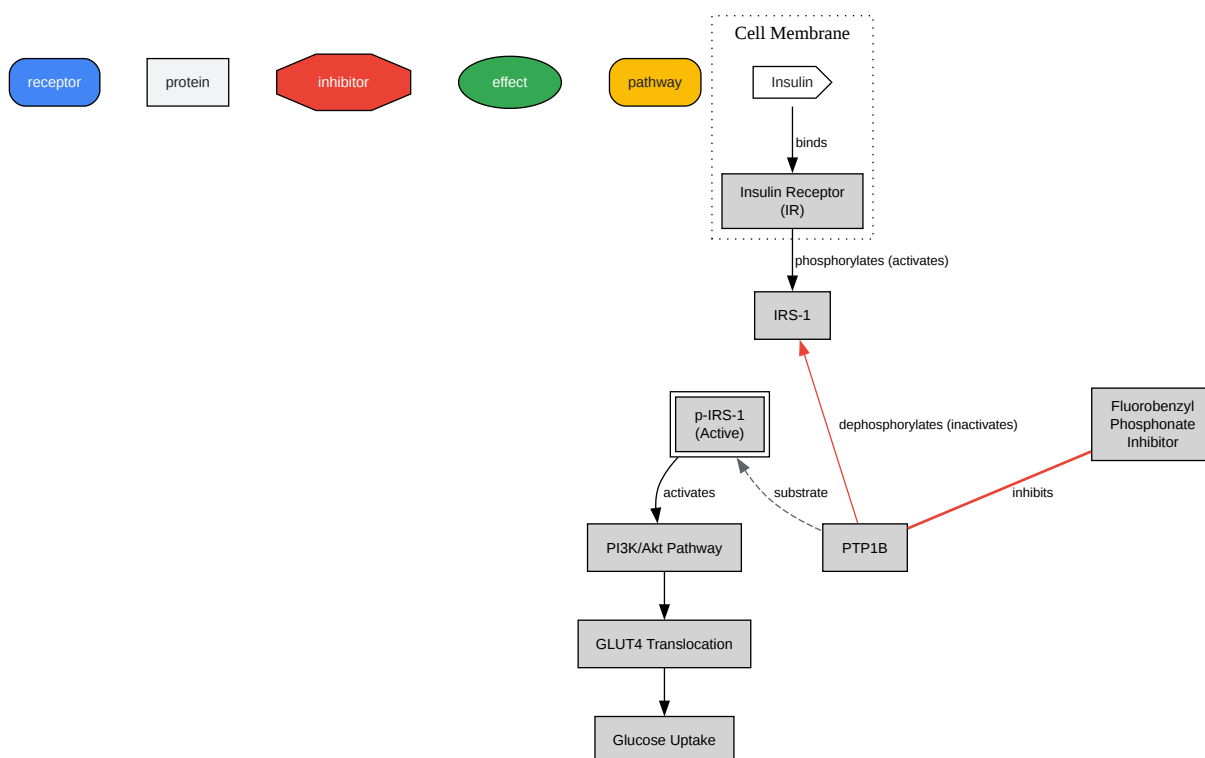 Cell Membrane
receptor
protein
inhibitor
effect
pathway
Insulin
binds
Insulin Receptor
(IR)
phosphorylates (activates)
IRS-1
p-IRS-1
(Active)
dephosphorylates (inactivates)
Fluorobenzyl
Phosphonate
Inhibitor
activates
substrate
inhibits
PI3K/Akt Pathway
PTP1B
GLUT4 Translocation
Glucose Uptake